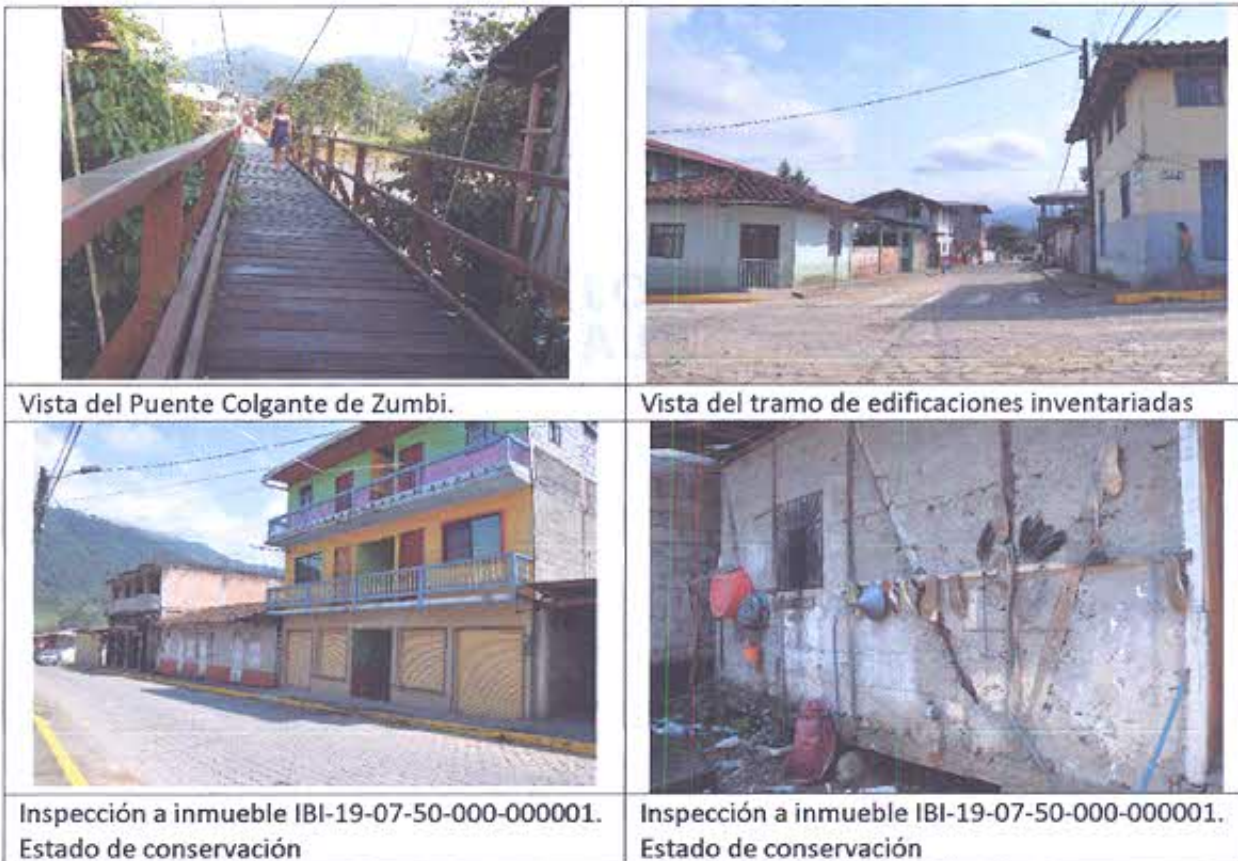 Vista del Puente Colgante de Zumbi.
Vista del tramo de edificaciones inventariadas
Inspección a inmueble IBI-19-07-50-000-000001.
Estado de conservación
Inspección a inmueble IBI-19-07-50-000-000001.
Estado de conservación